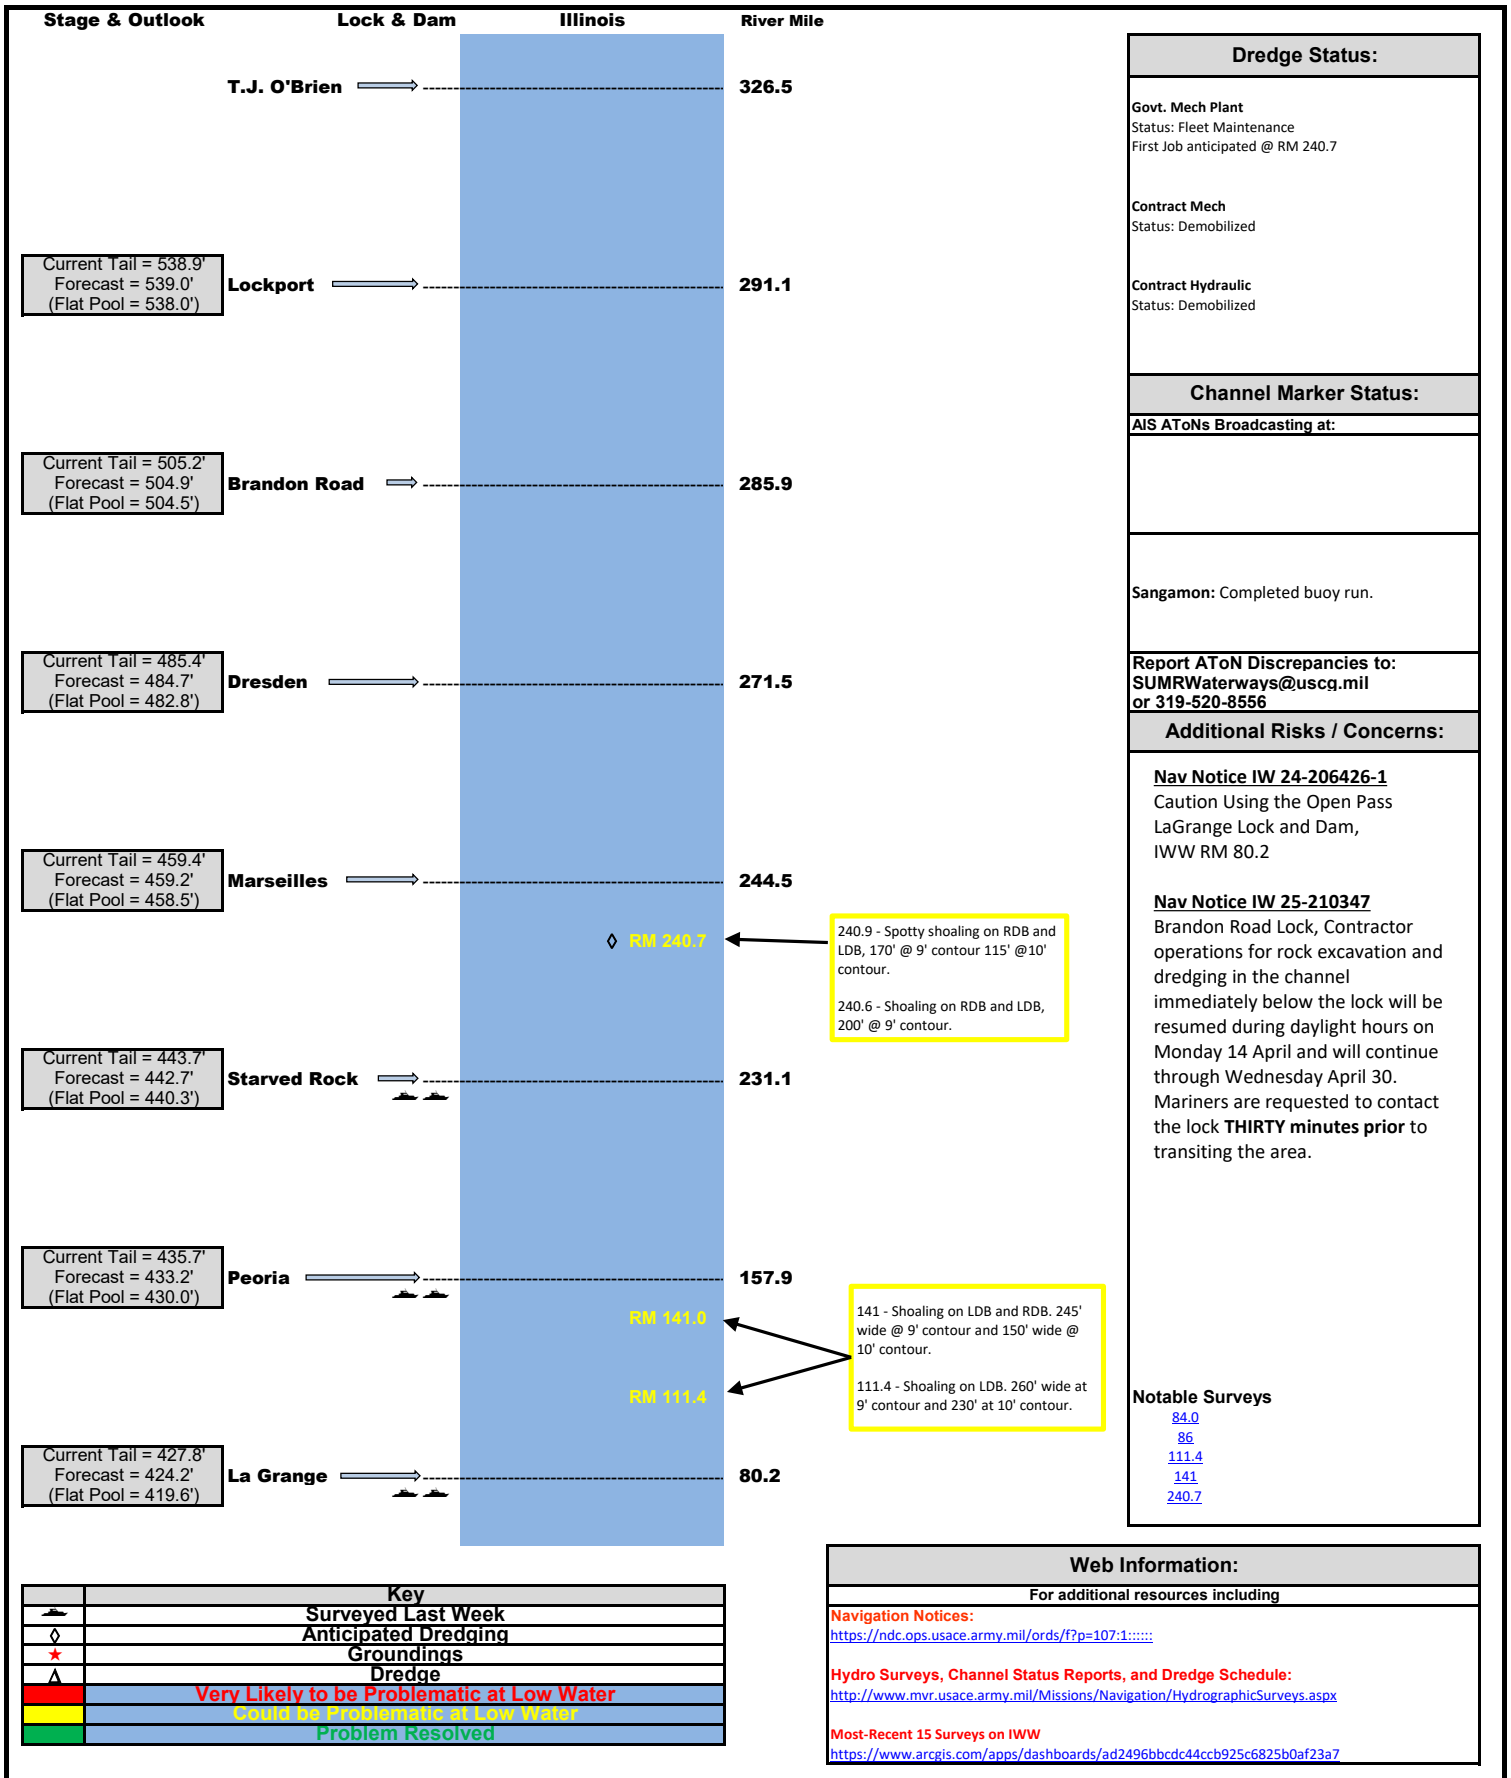 Stage & Outlook Lock & Dam Illinois River Mile
T.J. O'Brien 326.5
Current Tail = 538.9'
Forecast = 539.0'
(Flat Pool = 538.0')
Lockport 291.1
Current Tail = 505.2'
Forecast = 504.9'
(Flat Pool = 504.5')
Brandon Road 285.9
Current Tail = 485.4'
Forecast = 484.7'
(Flat Pool = 482.8')
Dresden 271.5
Current Tail = 459.4'
Forecast = 459.2'
(Flat Pool = 458.5')
Marseilles 244.5
RM 240.7
240.9 - Spotty shoaling on RDB and
LDB, 170' @ 9' contour 115' @10'
contour.
240.6 - Shoaling on RDB and LDB,
200' @ 9' contour.
Current Tail = 443.7'
Forecast = 442.7'
(Flat Pool = 440.3')
Starved Rock 231.1
Current Tail = 435.7'
Forecast = 433.2'
(Flat Pool = 430.0')
Peoria 157.9
RM 141.0
RM 111.4
141 - Shoaling on LDB and RDB. 245'
wide @ 9' contour and 150' wide @
10' contour.
111.4 - Shoaling on LDB. 260' wide at
9' contour and 230' at 10' contour.
Current Tail = 427.8'
Forecast = 424.2'
(Flat Pool = 419.6')
La Grange 80.2
Dredge Status:
Govt. Mech Plant
Status: Fleet Maintenance
First Job anticipated @ RM 240.7
Contract Mech
Status: Demobilized
Contract Hydraulic
Status: Demobilized
Channel Marker Status:
AIS AToNs Broadcasting at:
Sangamon: Completed buoy run.
Report AToN Discrepancies to:
SUMRWaterways@uscg.mil
or 319-520-8556
Additional Risks / Concerns:
Nav Notice IW 24-206426-1
Caution Using the Open Pass
LaGrange Lock and Dam,
IWW RM 80.2
Nav Notice IW 25-210347
Brandon Road Lock, Contractor
operations for rock excavation and
dredging in the channel
immediately below the lock will be
resumed during daylight hours on
Monday 14 April and will continue
through Wednesday April 30.
Mariners are requested to contact
the lock THIRTY minutes prior to
transiting the area.
Notable Surveys
84.0
86
111.4
141
240.7
Key
Surveyed Last Week
Anticipated Dredging
Groundings
Dredge
Very Likely to be Problematic at Low Water
Could be Problematic at Low Water
Problem Resolved
Web Information:
For additional resources including
Navigation Notices:
https://ndc.ops.usace.army.mil/ords/f?p=107:1::::::
Hydro Surveys, Channel Status Reports, and Dredge Schedule:
http://www.mvr.usace.army.mil/Missions/Navigation/HydrographicSurveys.aspx
Most-Recent 15 Surveys on IWW
https://www.arcgis.com/apps/dashboards/ad2496bbcdc44ccb925c6825b0af23a7